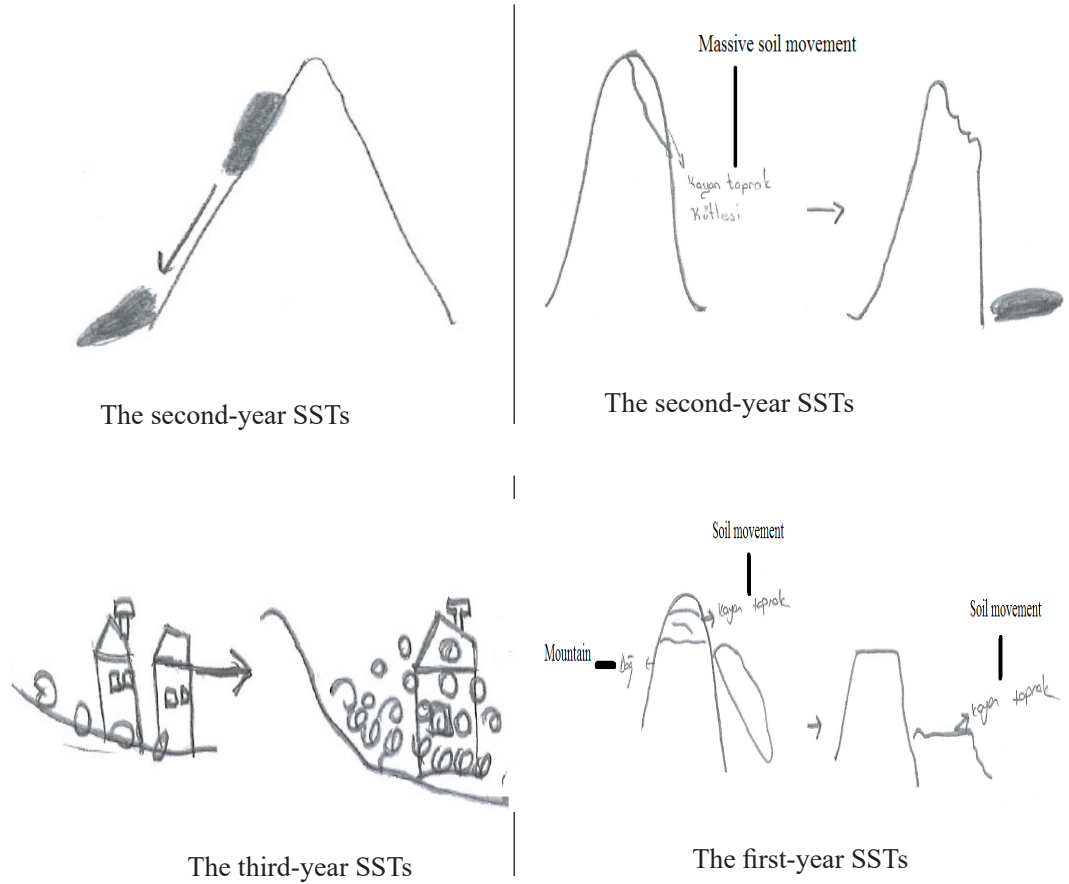 Massive soil movement
Kayan toprak
Kütlesi
The second-year SSTs
The second-year SSTs
Soil movement
Kayan toprak
Mountain
Dağ
Soil movement
Kayan toprak
The third-year SSTs
The first-year SSTs